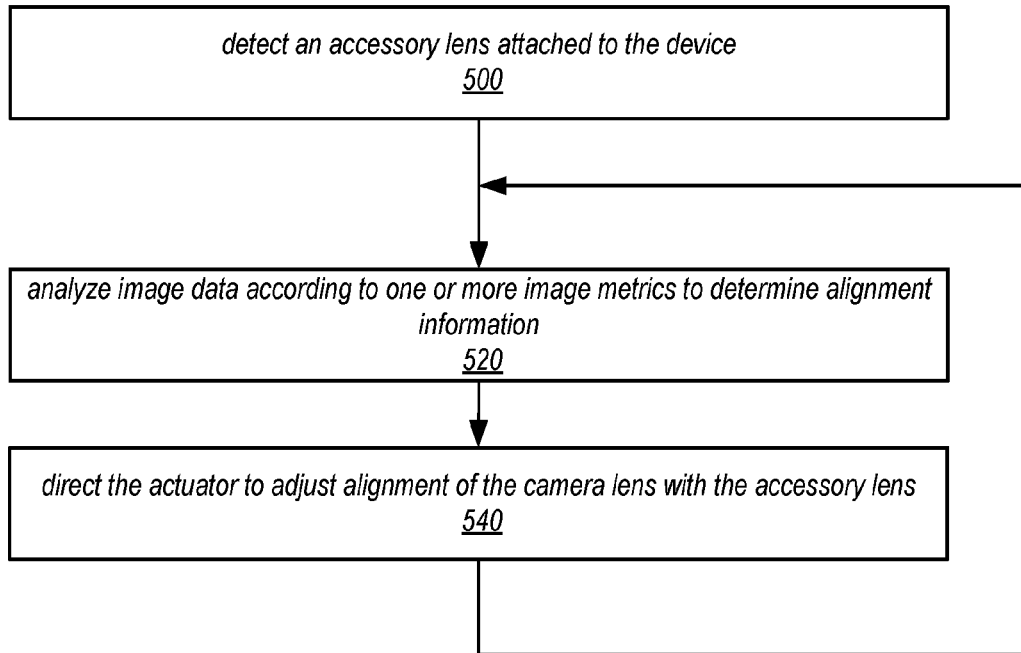 detect an accessory lens attached to the device
500
analyze image data according to one or more image metrics to determine alignment
information
520
direct the actuator to adjust alignment of the camera lens with the accessory lens
540